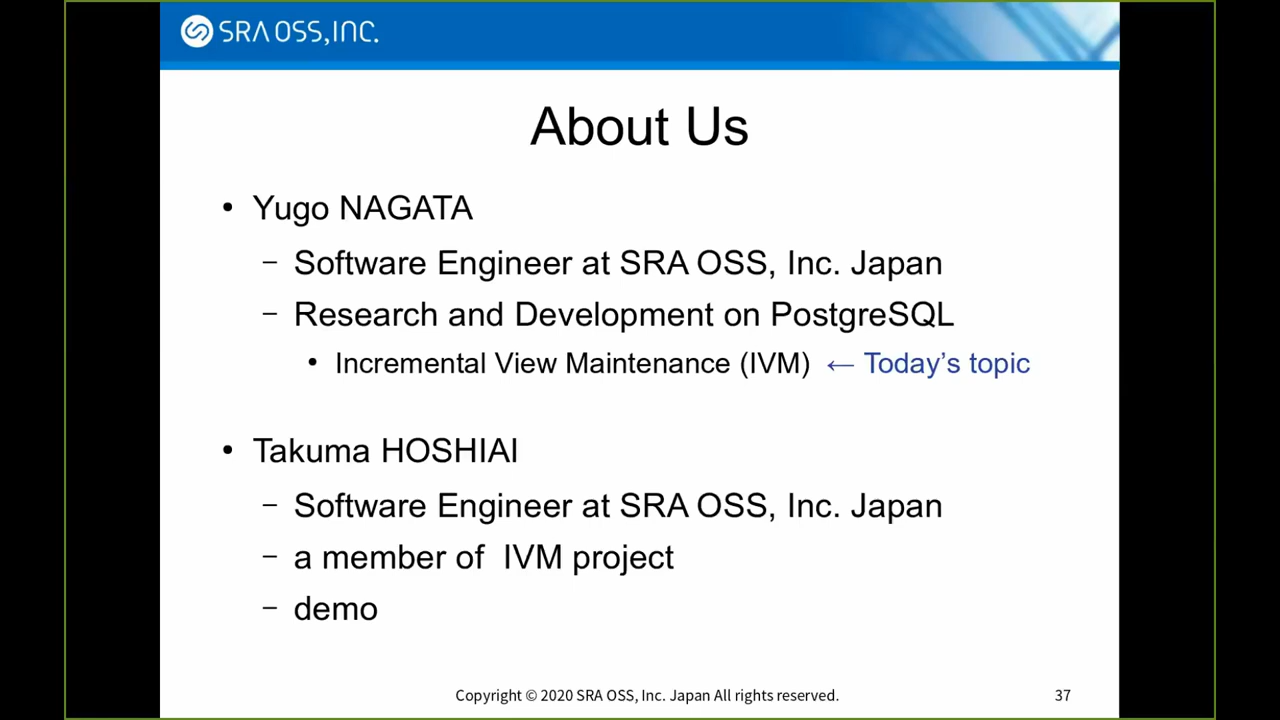 SRA OSS, INC.
About Us
• Yugo NAGATA
– Software Engineer at SRA OSS, Inc. Japan
– Research and Development on PostgreSQL
• Incremental View Maintenance (IVM) ← Today’s topic
• Takuma HOSHIAI
– Software Engineer at SRA OSS, Inc. Japan
– a member of IVM project
– demo
Copyright © 2020 SRA OSS, Inc. Japan All rights reserved. 37